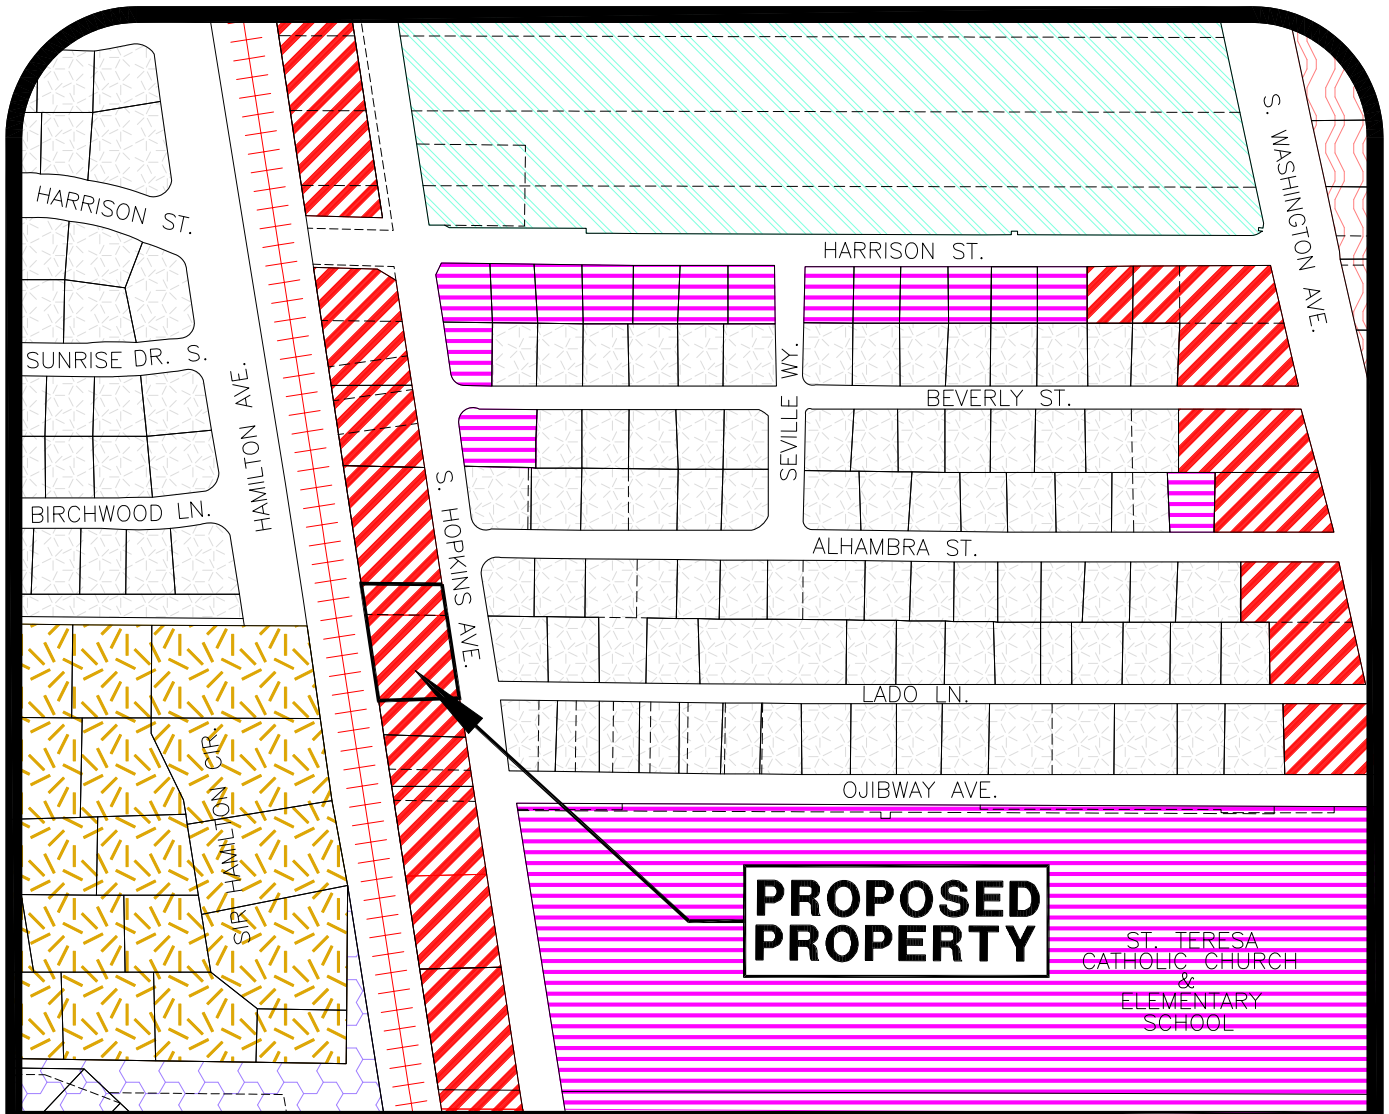 S. WASHINGTON AVE.
HARRISON ST.
HARRISON ST.
SUNRISE DR. S.
HAMILTON AVE.
SEVILLE WY.
BEVERLY ST.
S. HOPKINS AVE.
BIRCHWOOD LN.
ALHAMBRA ST.
LADO LN.
SIR HAMILTON CIR.
OJIBWAY AVE.
PROPOSED
PROPERTY
ST. TERESA
CATHOLIC CHURCH
&
ELEMENTARY
SCHOOL